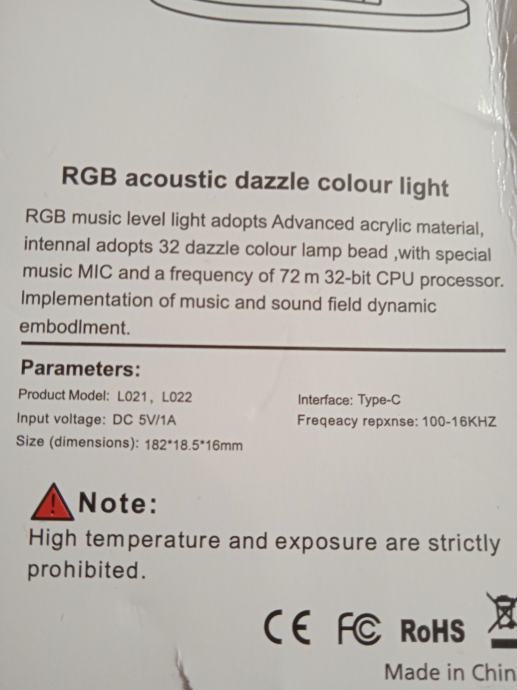 RGB acoustic dazzle colour light
RGB music level light adopts Advanced acrylic material,
intennal adopts 32 dazzle colour lamp bead ,with special
music MIC and a frequency of 72 m 32-bit CPU processor.
Implementation of music and sound field dynamic
embodlment.
Parameters:
Product Model: L021, L022
Interface: Type-C
Input voltage: DC 5V/1A
Freqeacy repxnse: 100-16KHZ
Size (dimensions): 182*18.5*16mm
Note:
High temperature and exposure are strictly
prohibited.
CE FC RoHS
Made in Chin